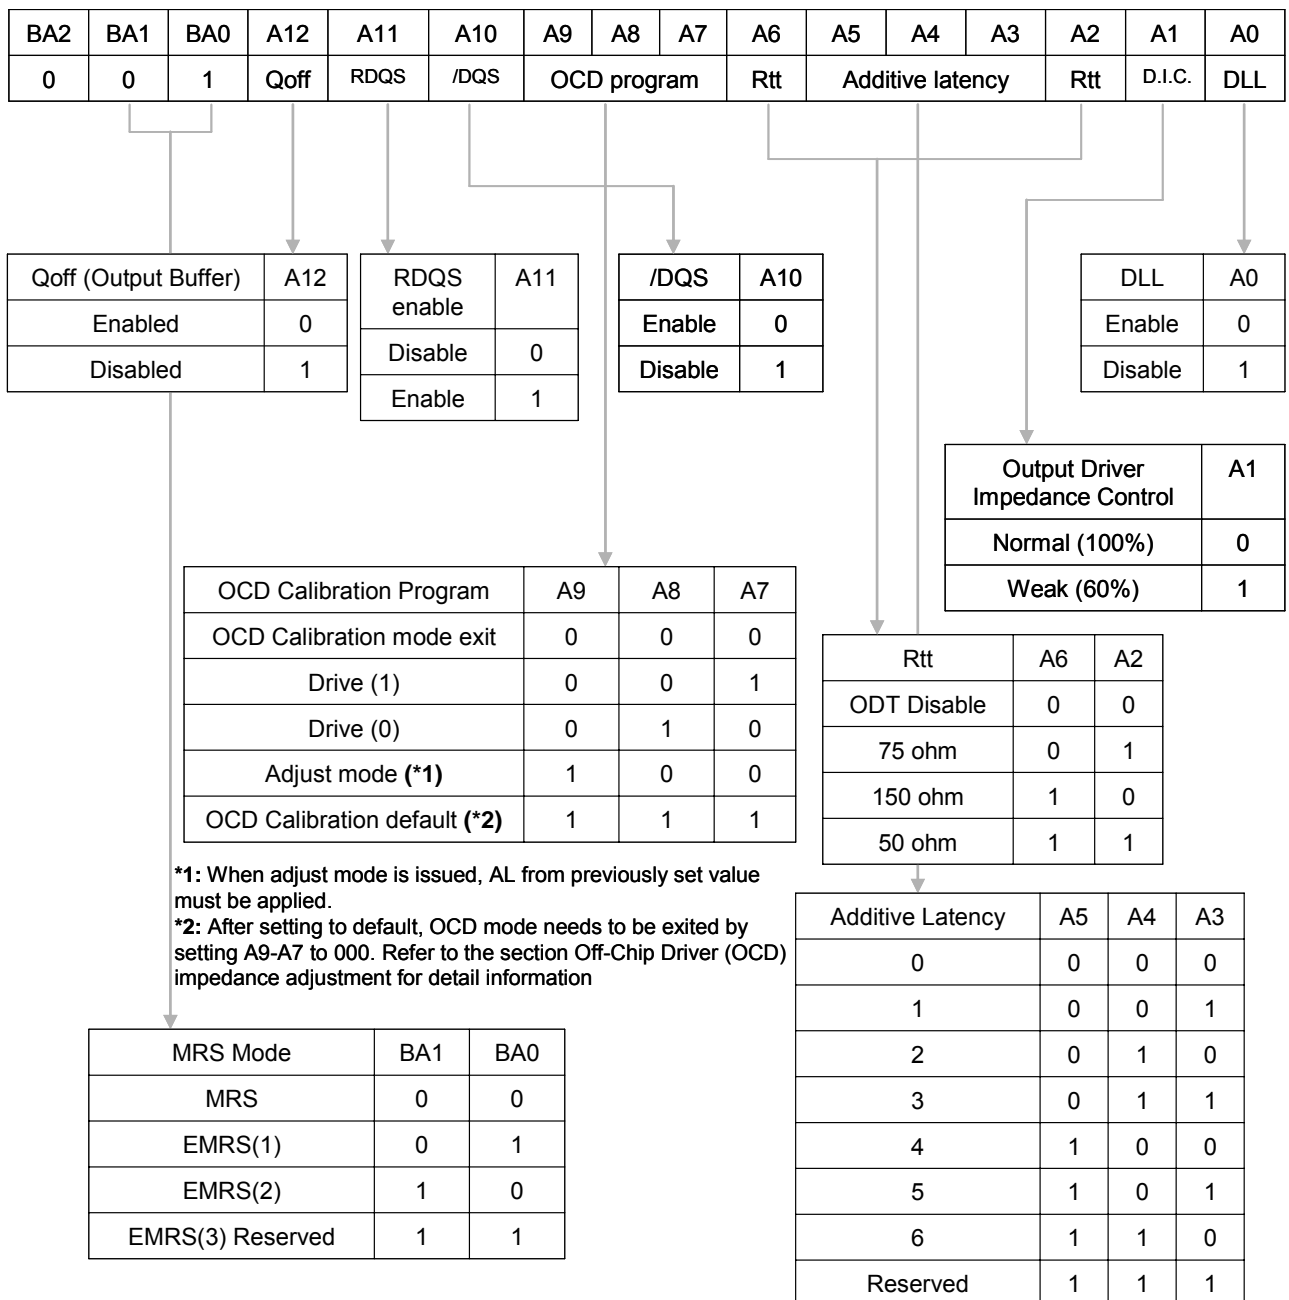 BA2 BA1 BA0 A12 A11 A10 A9 A8 A7 A6 A5 A4 A3 A2 A1 A0
0 0 1 Qoff RDQS /DQS OCD program Rtt Additive latency Rtt D.I.C. DLL
Qoff (Output Buffer) A12
Enabled 0
Disabled 1
RDQS
enable A11
Disable 0
Enable 1
/DQS A10
Enable 0
Disable 1
DLL A0
Enable 0
Disable 1
Output Driver
Impedance Control A1
Normal (100%) 0
Weak (60%) 1
OCD Calibration Program A9 A8 A7
OCD Calibration mode exit 0 0 0
Drive (1) 0 0 1
Drive (0) 0 1 0
Adjust mode (*1) 1 0 0
OCD Calibration default (*2) 1 1 1
Rtt A6 A2
ODT Disable 0 0
75 ohm 0 1
150 ohm 1 0
50 ohm 1 1
*1: When adjust mode is issued, AL from previously set value
must be applied.
*2: After setting to default, OCD mode needs to be exited by
setting A9-A7 to 000. Refer to the section Off-Chip Driver (OCD)
impedance adjustment for detail information
Additive Latency A5 A4 A3
0 0 0 0
1 0 0 1
2 0 1 0
3 0 1 1
4 1 0 0
5 1 0 1
6 1 1 0
Reserved 1 1 1
MRS Mode BA1 BA0
MRS 0 0
EMRS(1) 0 1
EMRS(2) 1 0
EMRS(3) Reserved 1 1